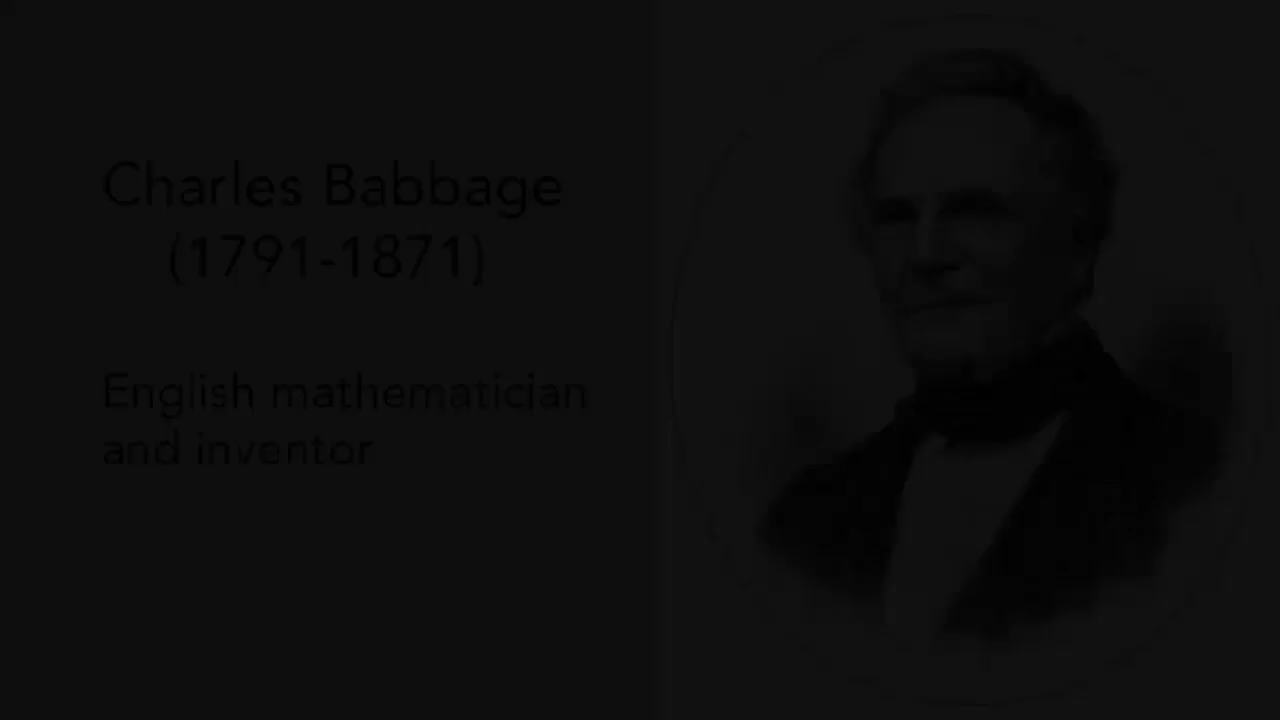 Charles Babbage
(1791-1871)
English mathematician
and inventor